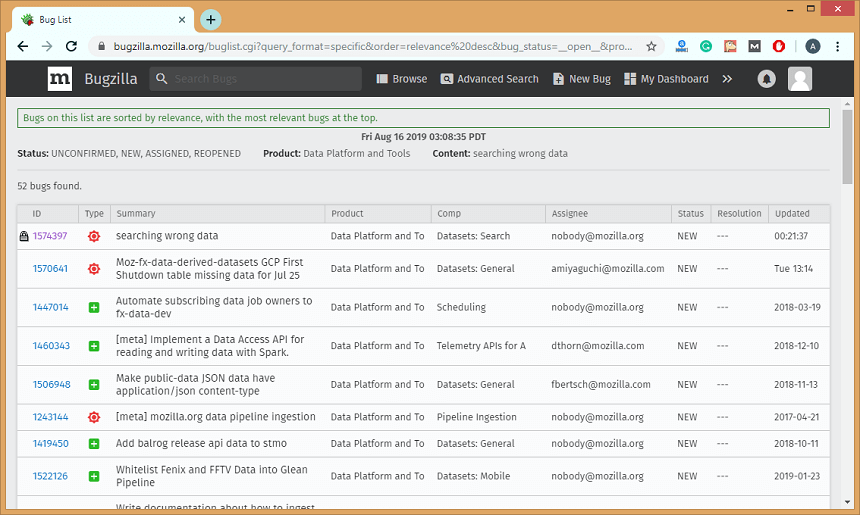 Bug List
bugzilla.mozilla.org/buglist.cgi?query_format=specific&order=relevance%20desc&bug_status=__open__&pro...
A
m Bugzilla Search Bugs Browse Advanced Search New Bug My Dashboard
Bugs on this list are sorted by relevance, with the most relevant bugs at the top.
Fri Aug 16 2019 03:08:35 PDT
Status: UNCONFIRMED, NEW, ASSIGNED, REOPENED Product: Data Platform and Tools Content: searching wrong data
52 bugs found.
ID Type Summary Product Comp Assignee Status Resolution Updated
1574397 searching wrong data Data Platform and To Datasets: Search nobody@mozilla.org NEW --- 00:21:37
1570641 Moz-fx-data-derived-datasets GCP First Data Platform and To Datasets: General amiyaguchi@mozilla.com NEW --- Tue 13:14
Shutdown table missing data for Jul 25
1447014 Automate subscribing data job owners to Data Platform and To Scheduling nobody@mozilla.org NEW --- 2018-03-19
fx-data-dev
1460343 [meta] Implement a Data Access API for Data Platform and To Telemetry APIs for A dthorn@mozilla.com NEW --- 2018-12-10
reading and writing data with Spark.
1506948 Make public-data JSON data have Data Platform and To Datasets: General fbertsch@mozilla.com NEW --- 2018-11-13
application/json content-type
1243144 [meta] mozilla.org data pipeline ingestion Data Platform and To Pipeline Ingestion nobody@mozilla.org NEW --- 2017-04-21
1419450 Add balrog release api data to stmo Data Platform and To Datasets: General nobody@mozilla.org NEW --- 2018-10-11
1522126 Whitelist Fenix and FFTV Data into Glean Data Platform and To Datasets: Mobile nobody@mozilla.org NEW --- 2019-01-23
Pipeline
Write documentation about how to ingest